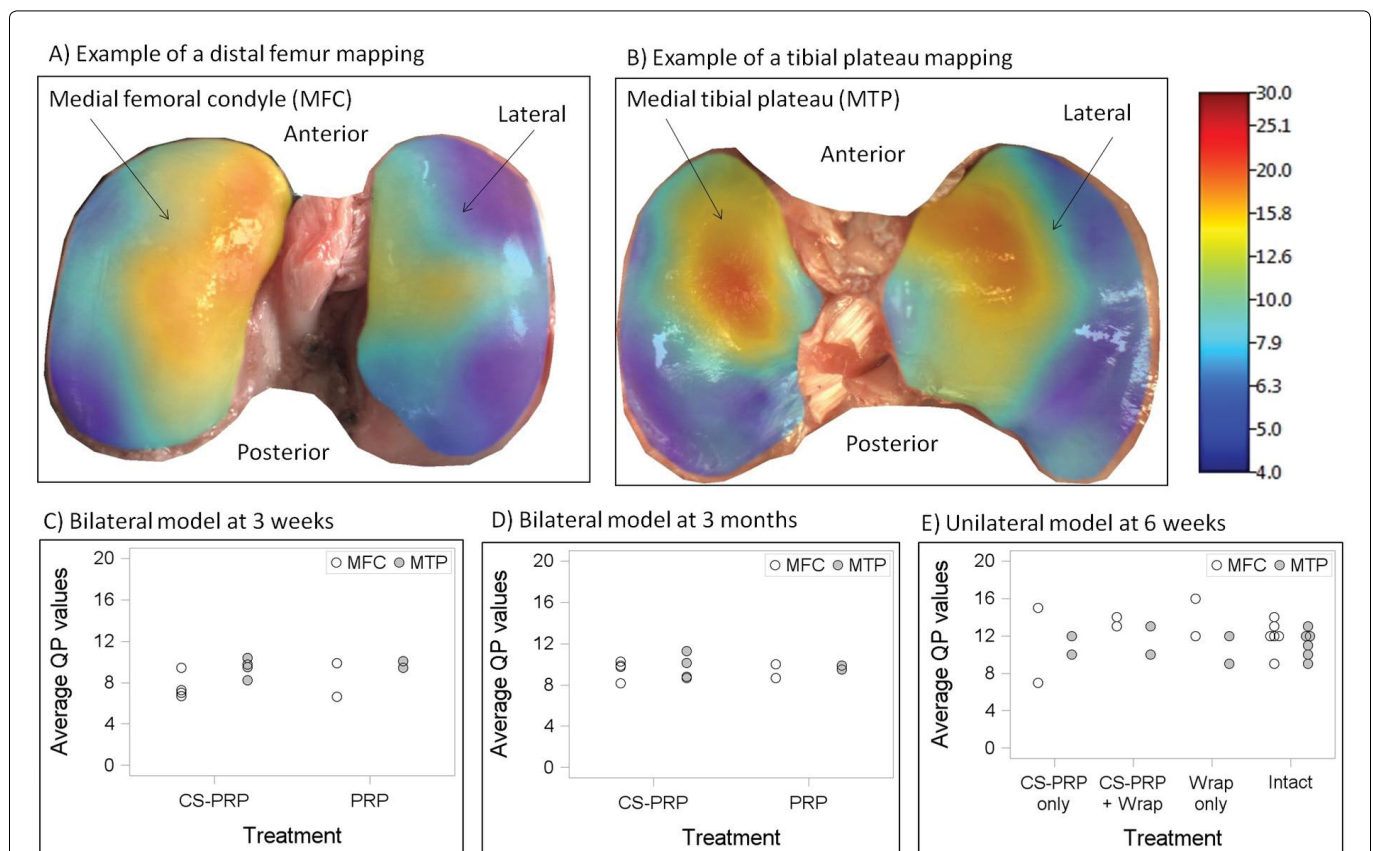 A) Example of a distal femur mapping
Medial femoral condyle (MFC)
Anterior
Lateral
Posterior
B) Example of a tibial plateau mapping
Medial tibial plateau (MTP)
Anterior
Lateral
Posterior
30.0
25.1
20.0
15.8
12.6
10.0
7.9
6.3
5.0
4.0
C) Bilateral model at 3 weeks
MFC MTP
Average QP values
20
16
12
8
4
0
CS-PRP PRP
Treatment
D) Bilateral model at 3 months
MFC MTP
Average QP values
20
16
12
8
4
0
CS-PRP PRP
Treatment
E) Unilateral model at 6 weeks
MFC MTP
Average QP values
20
16
12
8
4
0
CS-PRP CS-PRP Wrap Intact
only + Wrap only
Treatment